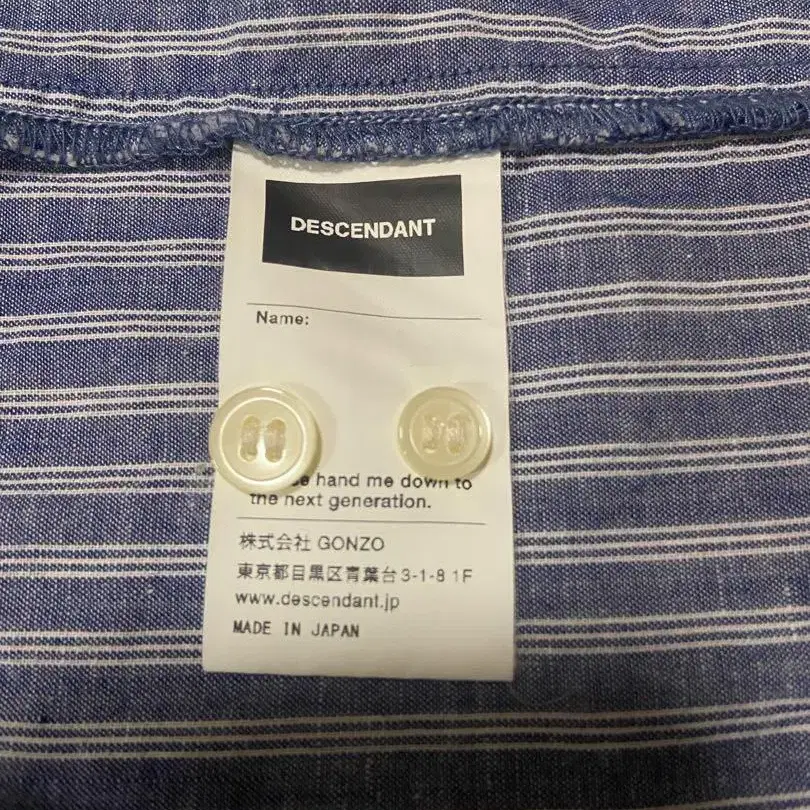 DESCENDANT
Name:
hand me down to
the next generation.
株式会社 GONZO
東京都目黒区青葉台3-1-8 1F
www.descendant.jp
MADE IN JAPAN